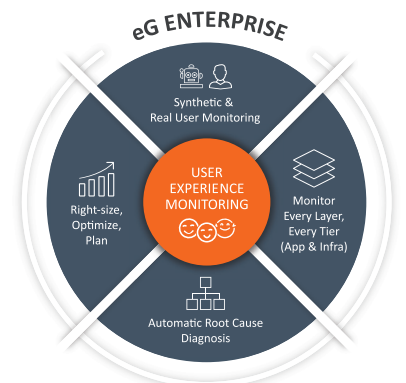 eG ENTERPRISE
Synthetic &
Real User Monitoring
USER
EXPERIENCE
MONITORING
Right-size,
Optimize,
Plan
Monitor
Every Layer,
Every Tier
(App & Infra)
Automatic Root Cause
Diagnosis